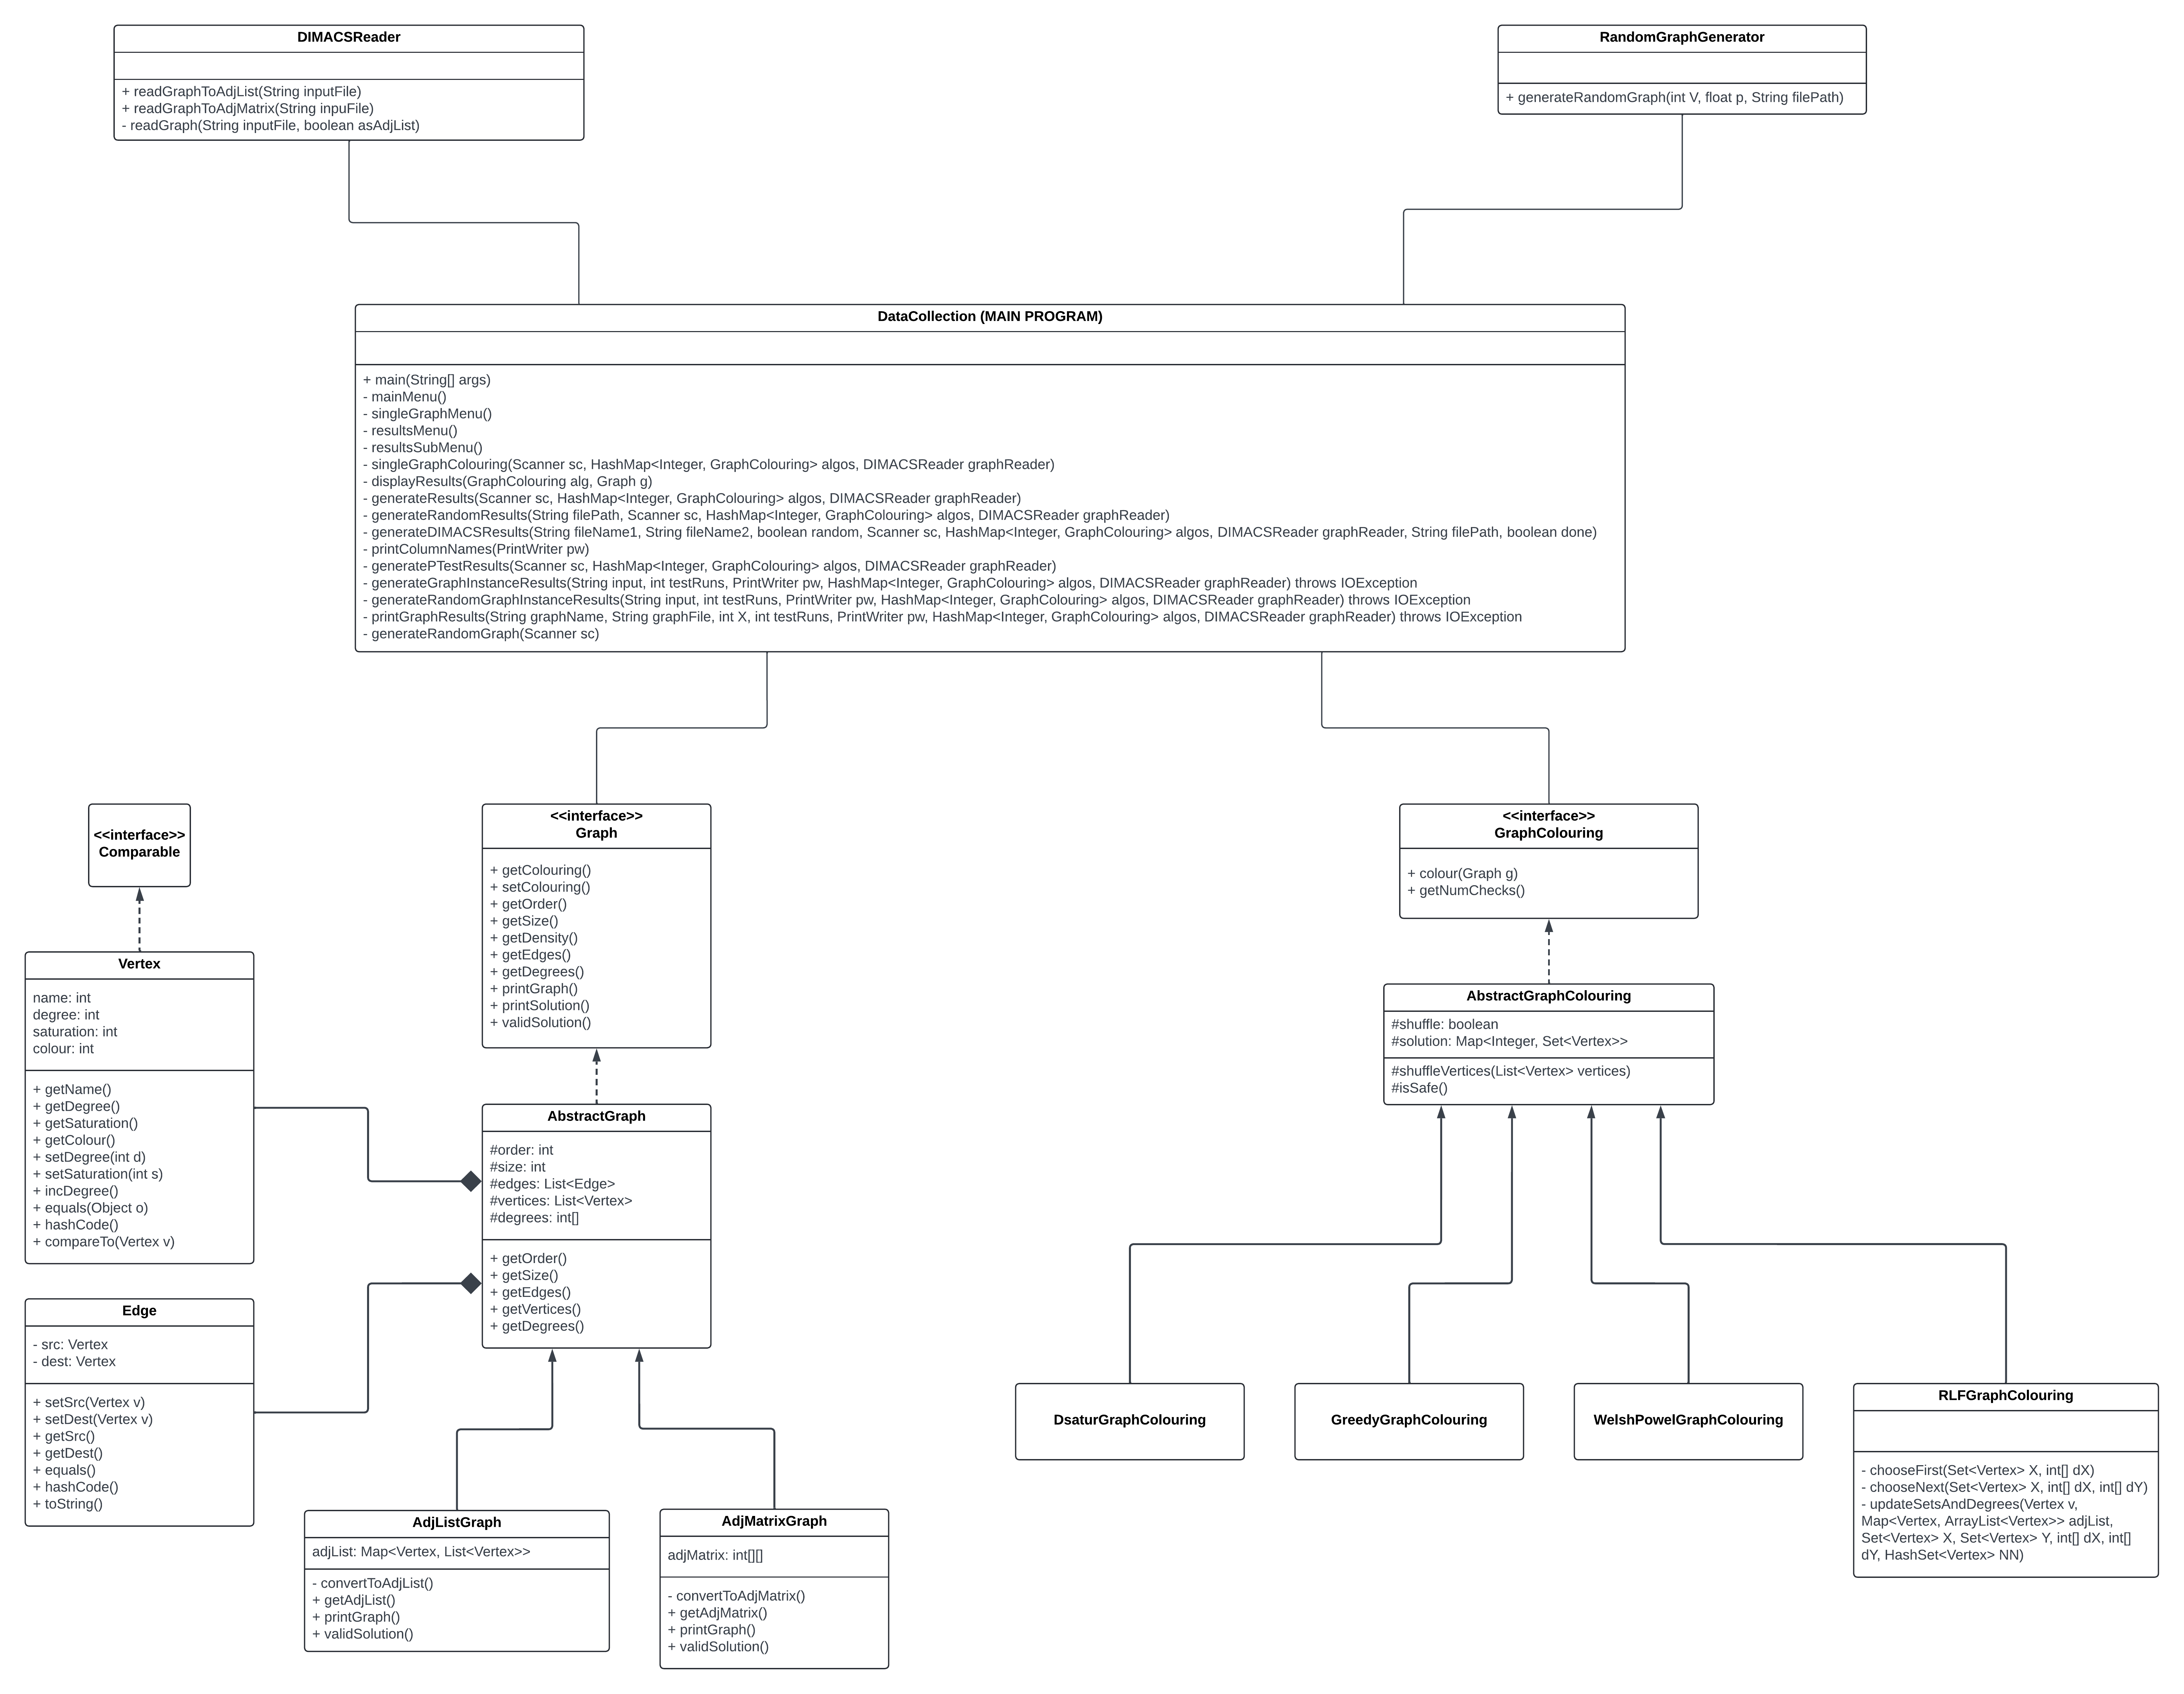 DIMACSReader
+ readGraphToAdjList(String inputFile)
+ readGraphToAdjMatrix(String inpuFile)
- readGraph(String inputFile, boolean asAdjList)
RandomGraphGenerator
+ generateRandomGraph(int V, float p, String filePath)
DataCollection (MAIN PROGRAM)
+ main(String[] args)
- mainMenu()
- singleGraphMenu()
- resultsMenu()
- resultsSubMenu()
- singleGraphColouring(Scanner sc, HashMap<Integer, GraphColouring> algos, DIMACSReader graphReader)
- displayResults(GraphColouring alg, Graph g)
- generateResults(Scanner sc, HashMap<Integer, GraphColouring> algos, DIMACSReader graphReader)
- generateRandomResults(String filePath, Scanner sc, HashMap<Integer, GraphColouring> algos, DIMACSReader graphReader)
- generateDIMACSResults(String fileName1, String fileName2, boolean random, Scanner sc, HashMap<Integer, GraphColouring> algos, DIMACSReader graphReader, String filePath, boolean done)
- printColumnNames(PrintWriter pw)
- generatePTestResults(Scanner sc, HashMap<Integer, GraphColouring> algos, DIMACSReader graphReader)
- generateGraphInstanceResults(String input, int testRuns, PrintWriter pw, HashMap<Integer, GraphColouring> algos, DIMACSReader graphReader) throws IOException
- generateRandomGraphInstanceResults(String input, int testRuns, PrintWriter pw, HashMap<Integer, GraphColouring> algos, DIMACSReader graphReader) throws IOException
- printGraphResults(String graphName, String graphFile, int X, int testRuns, PrintWriter pw, HashMap<Integer, GraphColouring> algos, DIMACSReader graphReader) throws IOException
- generateRandomGraph(Scanner sc)
<<interface>>
Comparable
Vertex
name: int
degree: int
saturation: int
colour: int
+ getName()
+ getDegree()
+ getSaturation()
+ getColour()
+ setDegree(int d)
+ setSaturation(int s)
+ incDegree()
+ equals(Object o)
+ hashCode()
+ compareTo(Vertex v)
Edge
- src: Vertex
- dest: Vertex
+ setSrc(Vertex v)
+ setDest(Vertex v)
+ getSrc()
+ getDest()
+ equals()
+ hashCode()
+ toString()
<<interface>>
Graph
+ getColouring()
+ setColouring()
+ getOrder()
+ getSize()
+ getDensity()
+ getEdges()
+ getDegrees()
+ printGraph()
+ printSolution()
+ validSolution()
AbstractGraph
#order: int
#size: int
#edges: List<Edge>
#vertices: List<Vertex>
#degrees: int[]
+ getOrder()
+ getSize()
+ getEdges()
+ getVertices()
+ getDegrees()
AdjListGraph
adjList: Map<Vertex, List<Vertex>>
- convertToAdjList()
+ getAdjList()
+ printGraph()
+ validSolution()
AdjMatrixGraph
adjMatrix: int[][]
- convertToAdjMatrix()
+ getAdjMatrix()
+ printGraph()
+ validSolution()
<<interface>>
GraphColouring
+ colour(Graph g)
+ getNumChecks()
AbstractGraphColouring
#shuffle: boolean
#solution: Map<Integer, Set<Vertex>>
#shuffleVertices(List<Vertex> vertices)
#isSafe()
DsaturGraphColouring
GreedyGraphColouring
WelshPowelGraphColouring
RLFGraphColouring
- chooseFirst(Set<Vertex> X, int[] dX)
- chooseNext(Set<Vertex> X, int[] dX, int[] dY)
- updateSetsAndDegrees(Vertex v,
Map<Vertex, ArrayList<Vertex>> adjList,
Set<Vertex> X, Set<Vertex> Y, int[] dX, int[]
dY, HashSet<Vertex> NN)